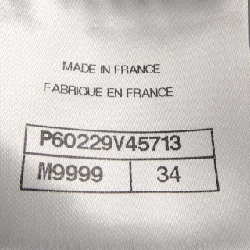 MADE IN FRANCE
FABRIQUE EN FRANCE
P60229V45713
M9999 34